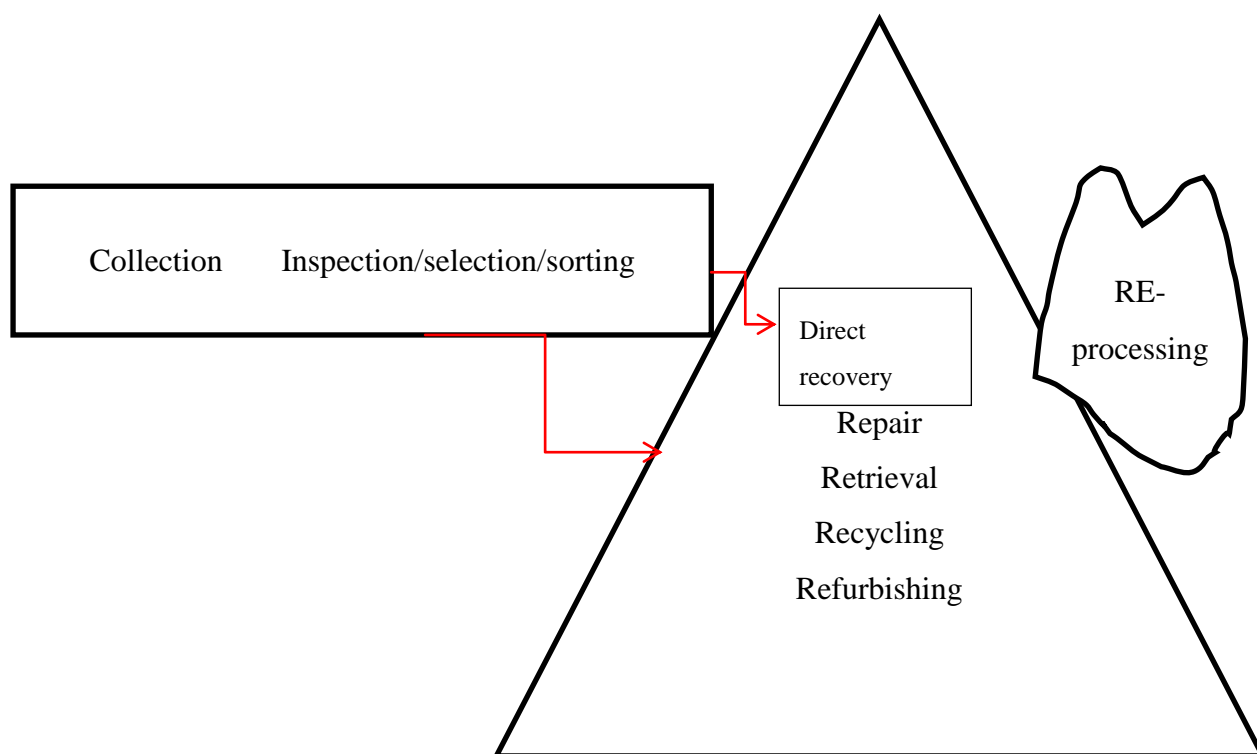 Collection Inspection/selection/sorting
Direct
recovery
Repair
Retrieval
Recycling
Refurbishing
RE-
processing